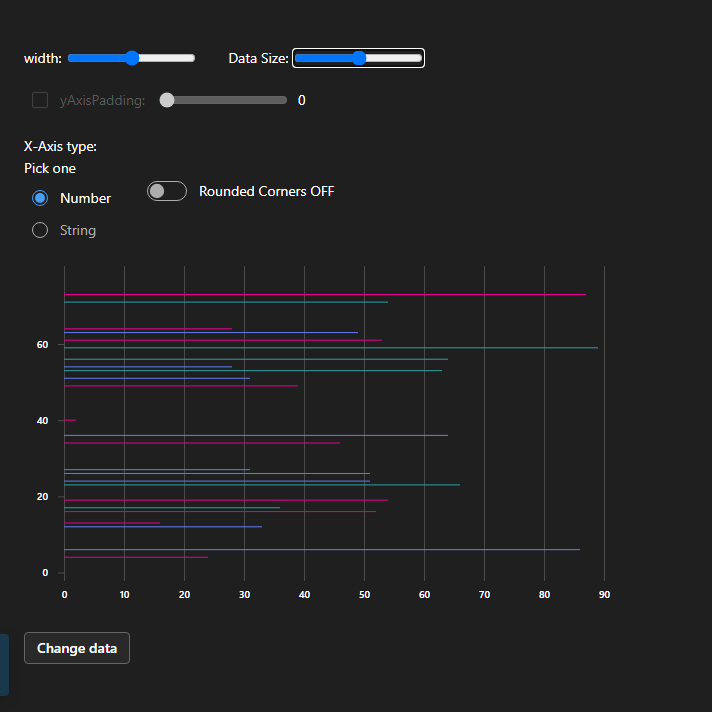 width: Data Size:
yAxisPadding: 0
X-Axis type:
Pick one
Number
Rounded Corners OFF
String
60
40
20
0
0 10 20 30 40 50 60 70 80 90
Change data